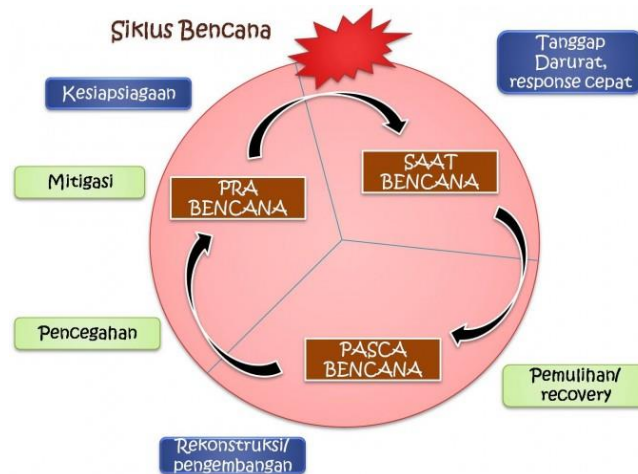 Siklus Bencana
Tanggap
Darurat,
response cepat
Kesiapsiagaan
Mitigasi
PRA
BENCANA
SAAT
BENCANA
Pencegahan
PASCA
BENCANA
Pemulihan/
recovery
Rekonstruksi/
pengembangan